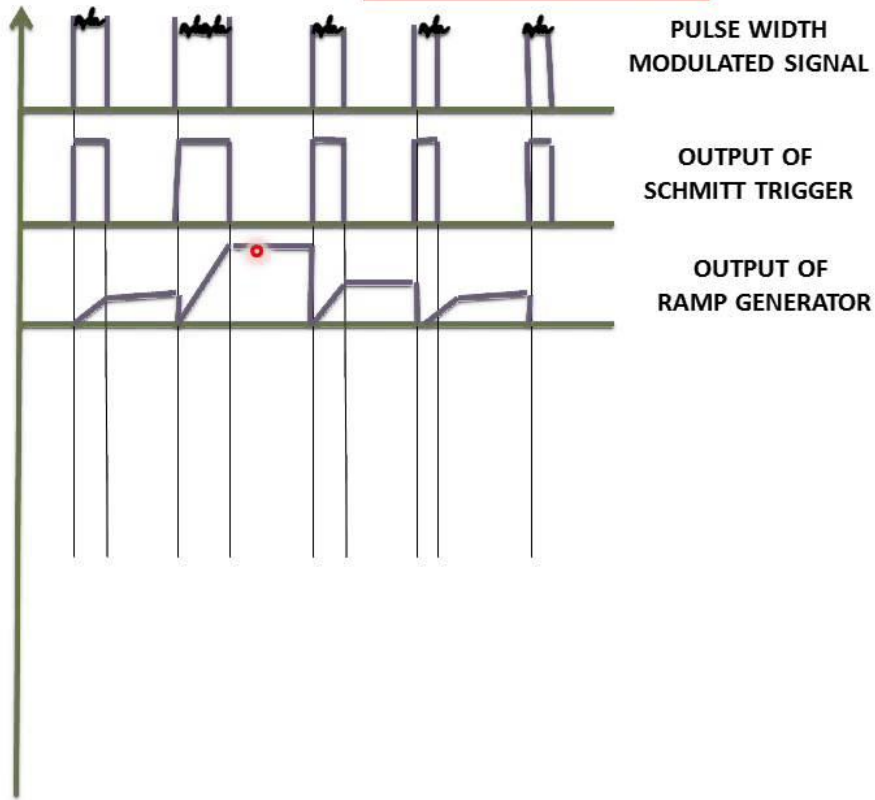 PULSE WIDTH
MODULATED SIGNAL
OUTPUT OF
SCHMITT TRIGGER
OUTPUT OF
RAMP GENERATOR